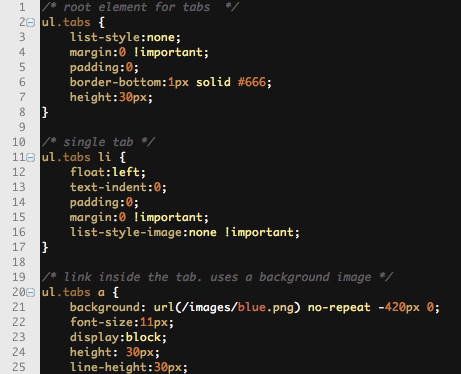 1 /* root element for tabs  */
2 ul.tabs {
3     list-style:none;
4     margin:0 !important;
5     padding:0;
6     border-bottom:1px solid #666;
7     height:30px;
8 }
9
10 /* single tab */
11 ul.tabs li {
12     float:left;
13     text-indent:0;
14     padding:0;
15     margin:0 !important;
16     list-style-image:none !important;
17 }
18
19 /* link inside the tab. uses a background image */
20 ul.tabs a {
21     background: url(/images/blue.png) no-repeat -420px 0;
22     font-size:11px;
23     display:block;
24     height: 30px;
25     line-height:30px;